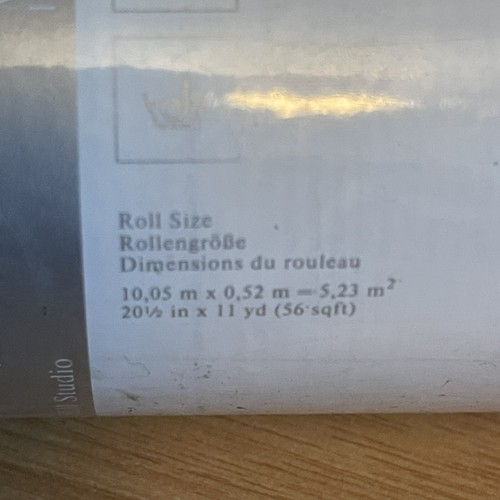 Roll Size
Rollengröße
Dimensions du rouleau
10,05 m x 0,52 m = 5,23 m²
20½ in x 11 yd (56 sqft)
Studio